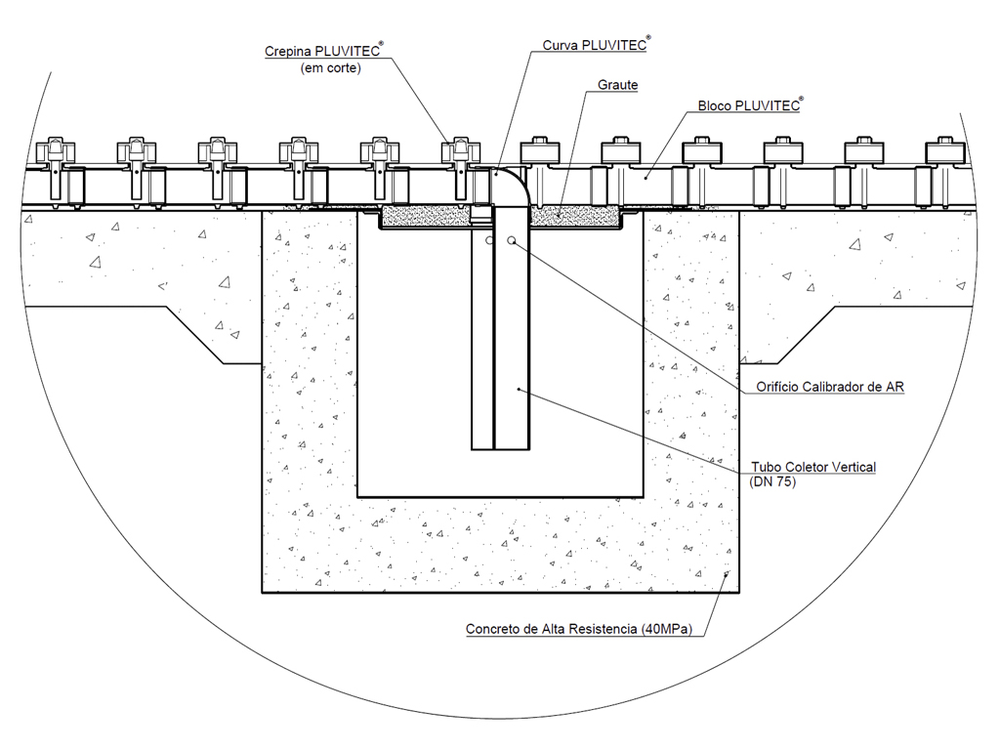 Crepina PLUVITEC®
(em corte)
Curva PLUVITEC®
Graute
Bloco PLUVITEC®
Orifício Calibrador de AR
Tubo Coletor Vertical
(DN 75)
Concreto de Alta Resistencia (40MPa)